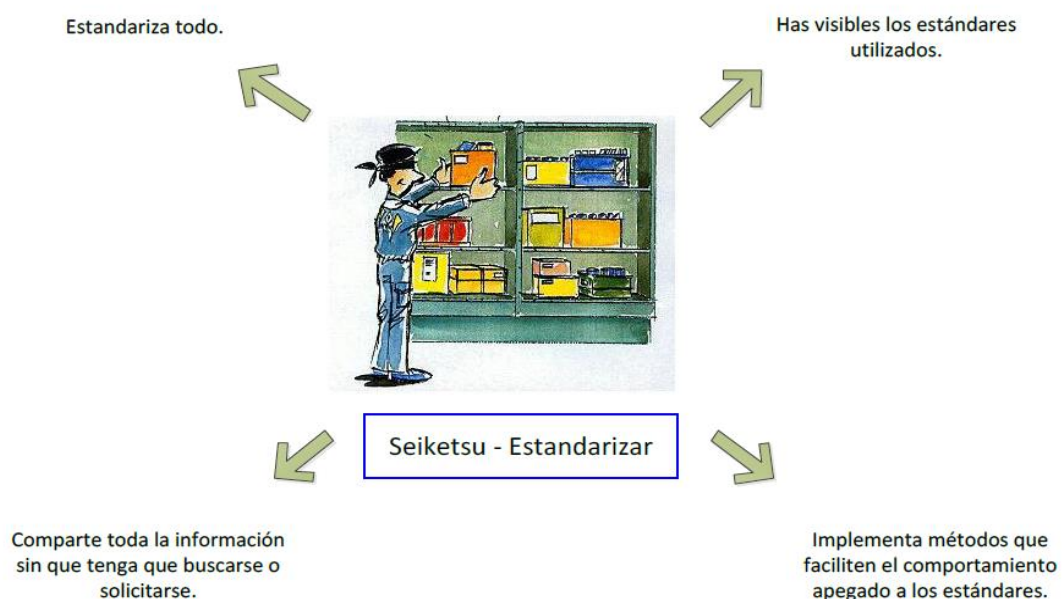 Estandariza todo.
Has visibles los estándares
utilizados.
Seiketsu - Estandarizar
Comparte toda la información
sin que tenga que buscarse o
solicitarse.
Implementa métodos que
faciliten el comportamiento
apegado a los estándares.